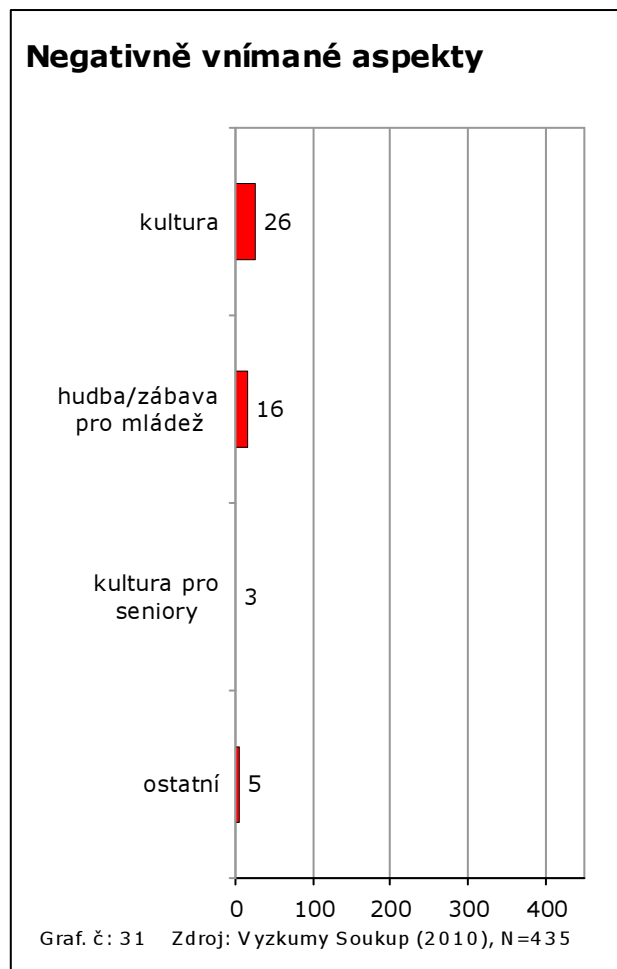 Negativně vnímané aspekty
kultura
26
hudba/zábava
pro mládež
16
kultura pro
seniory
3
ostatní
5
0 100 200 300 400
Graf. č: 31 Zdroj: Vyzkumy Soukup (2010), N=435